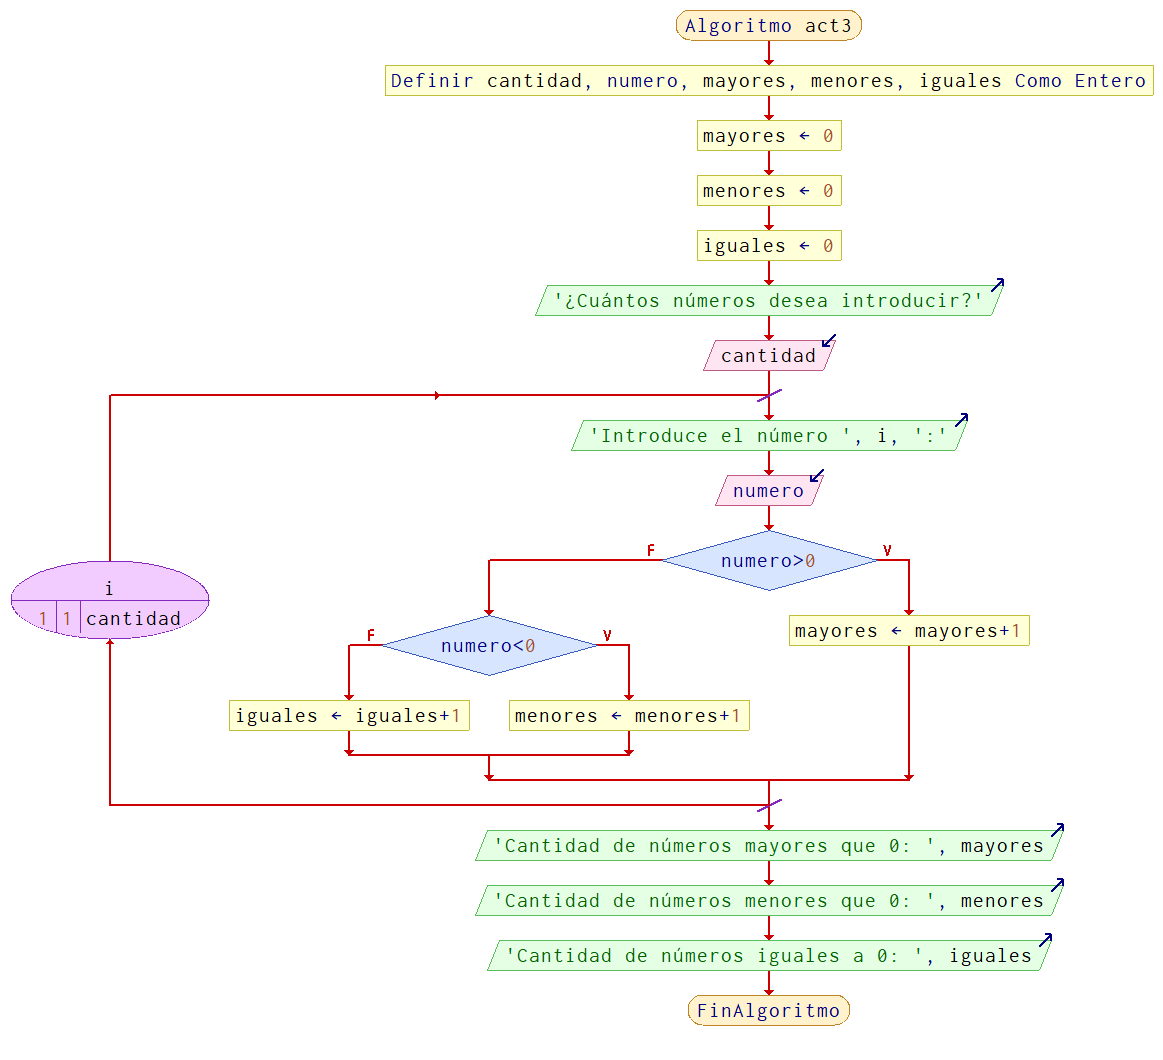 Algoritmo act3
Definir cantidad, numero, mayores, menores, iguales Como Entero
mayores ← 0
menores ← 0
iguales ← 0
'¿Cuántos números desea introducir?'
cantidad
'Introduce el número ', i, ':'
numero
F
numero>0
V
i
1 1 cantidad
mayores ← mayores+1
F
numero<0
V
iguales ← iguales+1
menores ← menores+1
'Cantidad de números mayores que 0: ', mayores
'Cantidad de números menores que 0: ', menores
'Cantidad de números iguales a 0: ', iguales
FinAlgoritmo